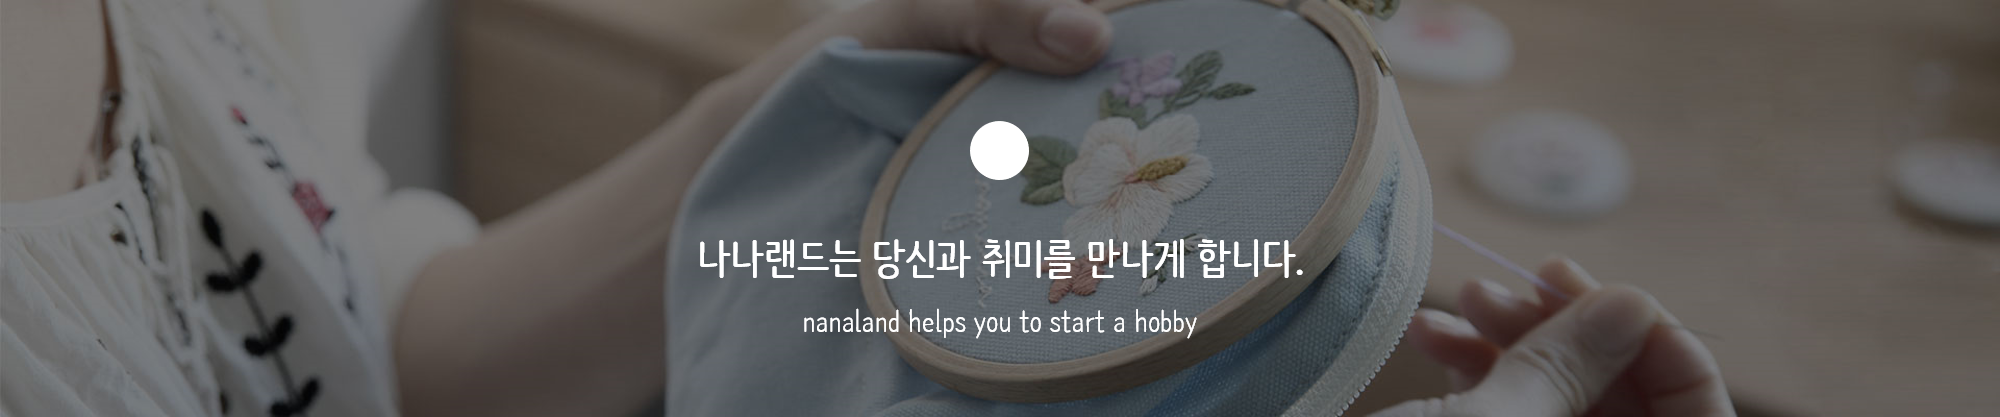 나나랜드는 당신과 취미를 만나게 합니다.
nanaland helps you to start a hobby